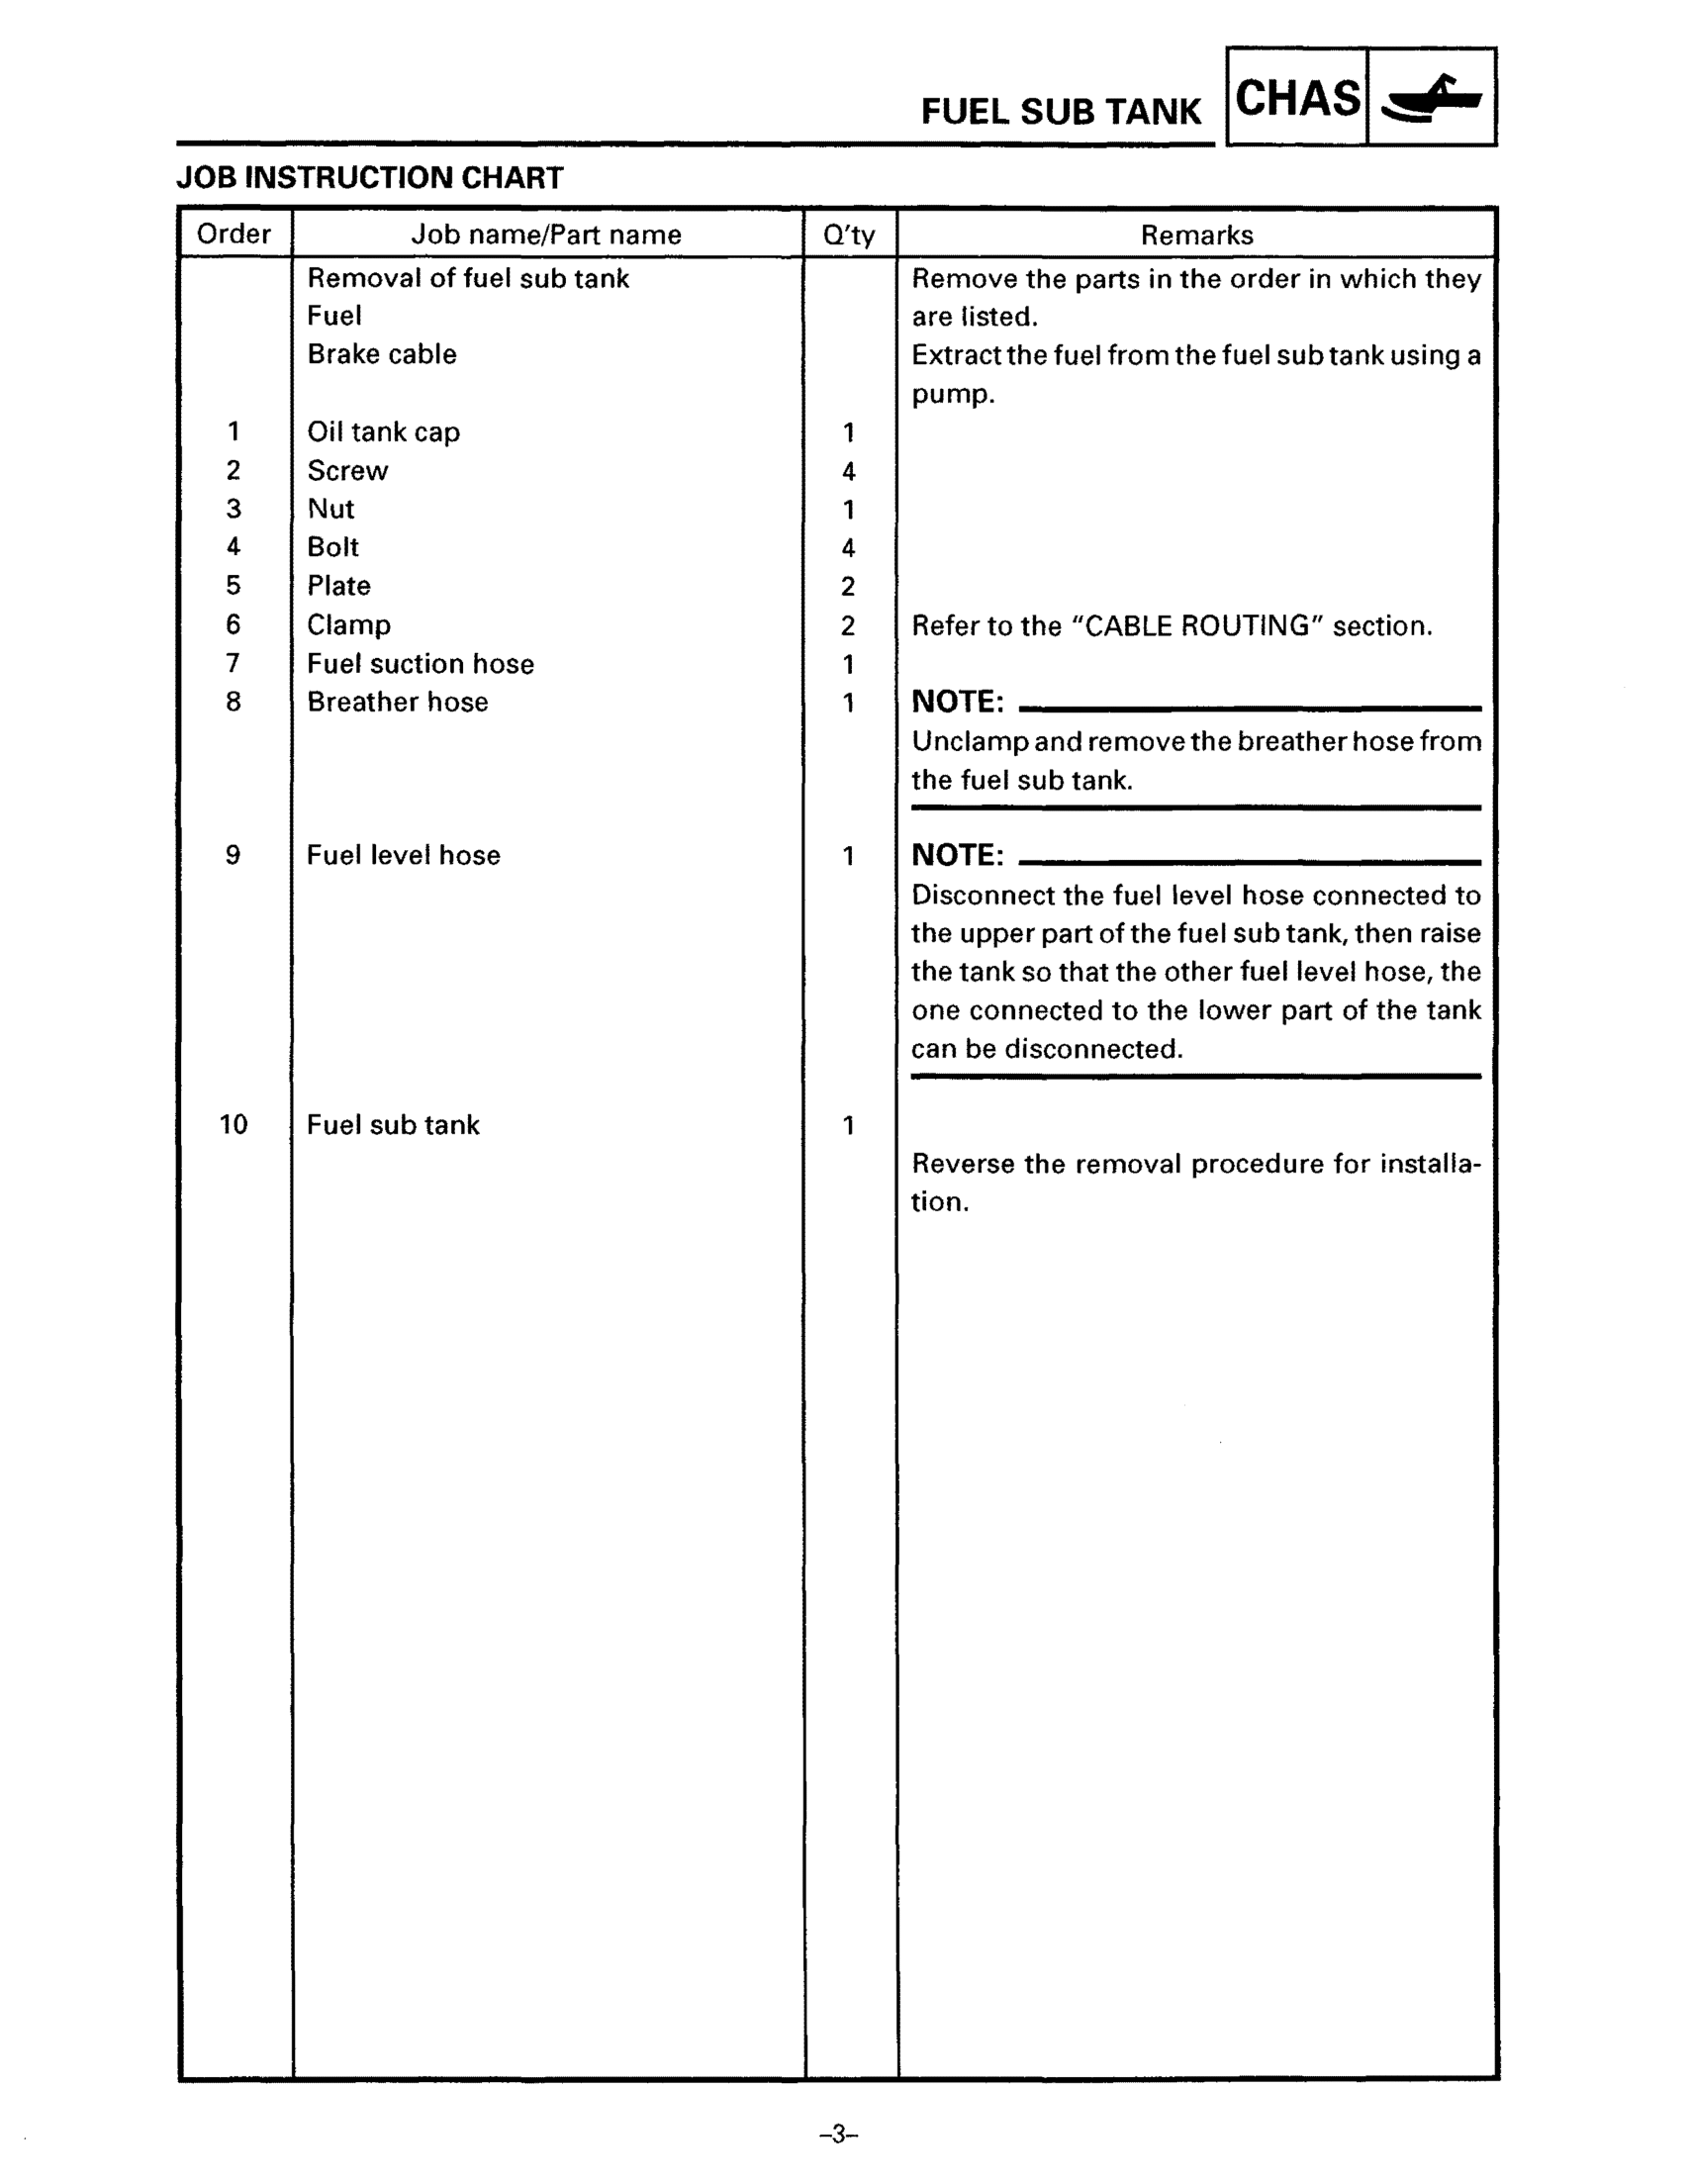 FUEL SUB TANK CHAS
JOB INSTRUCTION CHART
Order Job name/Part name Q'ty Remarks
Removal of fuel sub tank Remove the parts in the order in which they
Fuel are listed.
Brake cable Extract the fuel from the fuel sub tank using a
pump.
1 Oil tank cap 1
2 Screw 4
3 Nut 1
4 Bolt 4
5 Plate 2
6 Clamp 2 Refer to the "CABLE ROUTING" section.
7 Fuel suction hose 1
8 Breather hose 1 NOTE:
Unclamp and remove the breather hose from
the fuel sub tank.
9 Fuel level hose 1 NOTE:
Disconnect the fuel level hose connected to
the upper part of the fuel sub tank, then raise
the tank so that the other fuel level hose, the
one connected to the lower part of the tank
can be disconnected.
10 Fuel sub tank 1
Reverse the removal procedure for installa-
tion.
–3–